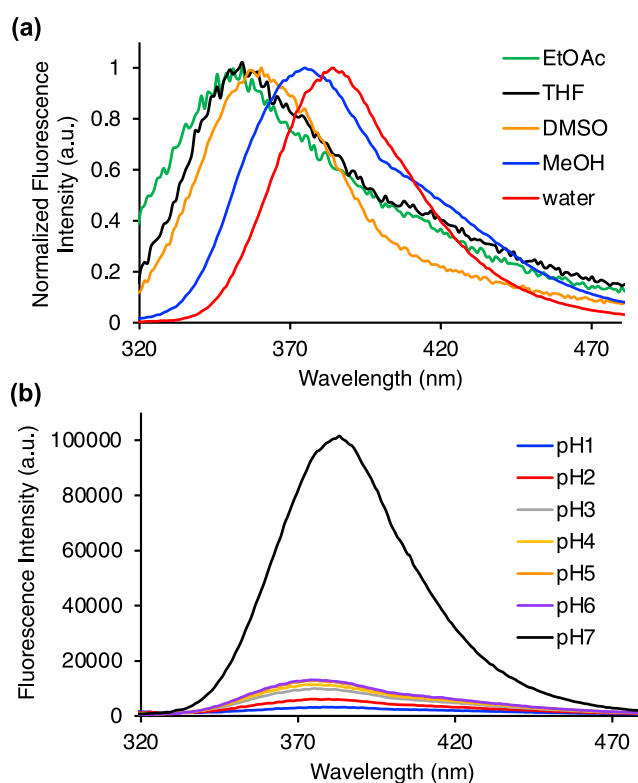 (a)
Normalized Fluorescence
Intensity (a.u.)
1
0.8
0.6
0.4
0.2
0
320
370
420
470
Wavelength (nm)
EtOAc
THF
DMSO
MeOH
water
(b)
Fluorescence Intensity (a.u.)
100000
80000
60000
40000
20000
0
320
370
420
470
Wavelength (nm)
pH1
pH2
pH3
pH4
pH5
pH6
pH7